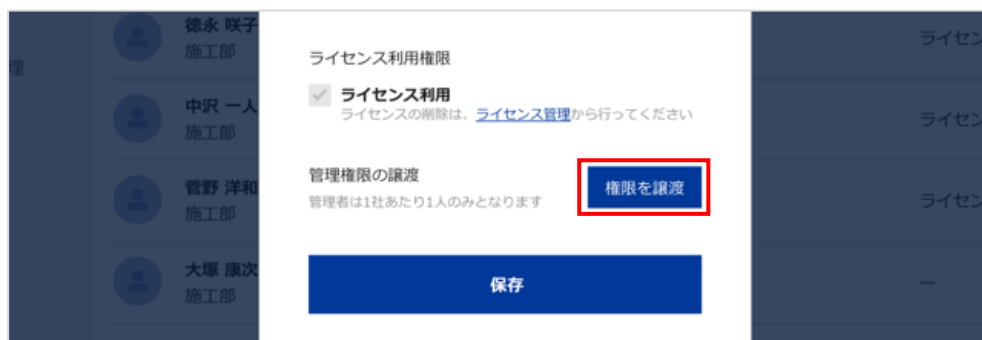 理
徳永 咲子
施工部
中沢 一人
施工部
管野 洋和
施工部
大塚 康次
施工部
ライセンス利用権限
ライセンス利用
ライセンスの削除は、ライセンス管理から行ってください
管理権限の譲渡
管理者は1社あたり1人のみとなります
権限を譲渡
保存
ライセン
ライセン
ライセン
—